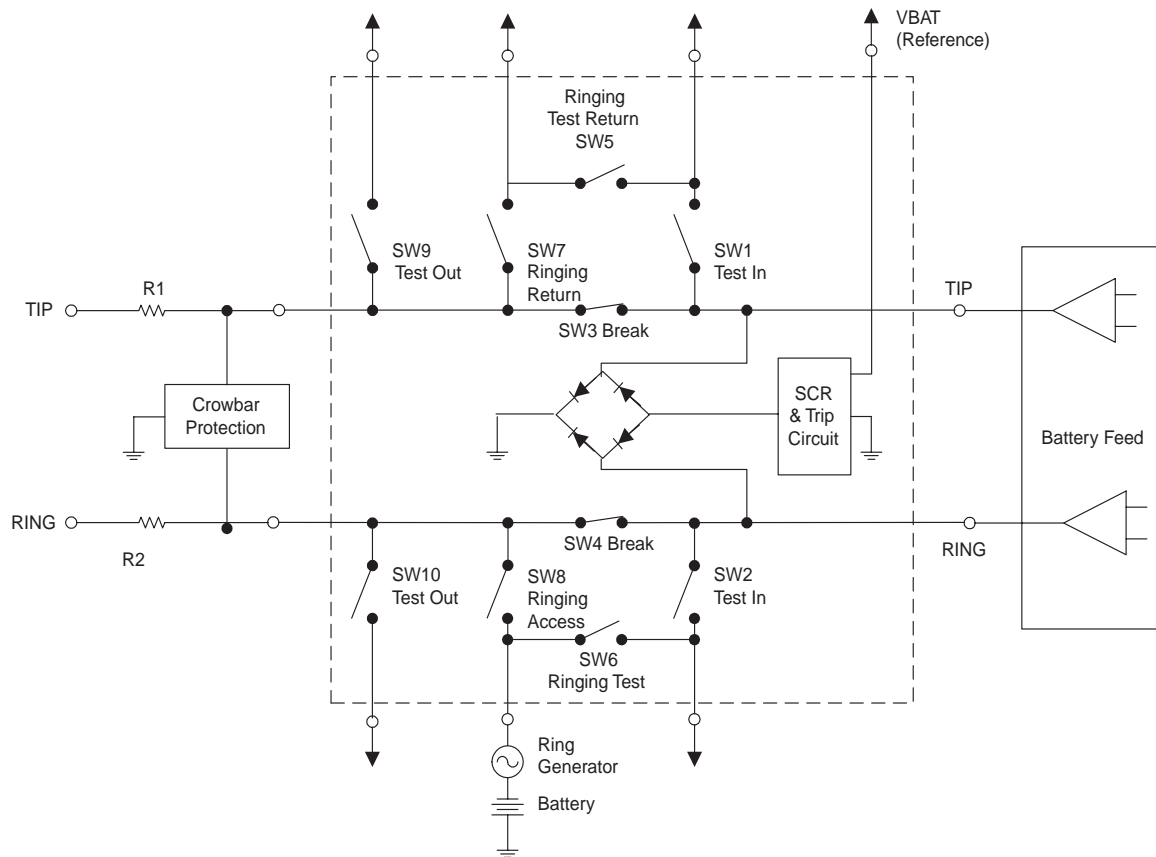 VBAT
(Reference)
Ringing
Test Return
SW5
SW9
Test Out
SW7
Ringing
Return
SW1
Test In
TIP
R1
SW3 Break
TIP
Crowbar
Protection
SCR
& Trip
Circuit
Battery Feed
RING
R2
SW4 Break
RING
SW10
Test Out
SW8
Ringing
Access
SW2
Test In
SW6
Ringing Test
Ring
Generator
Battery